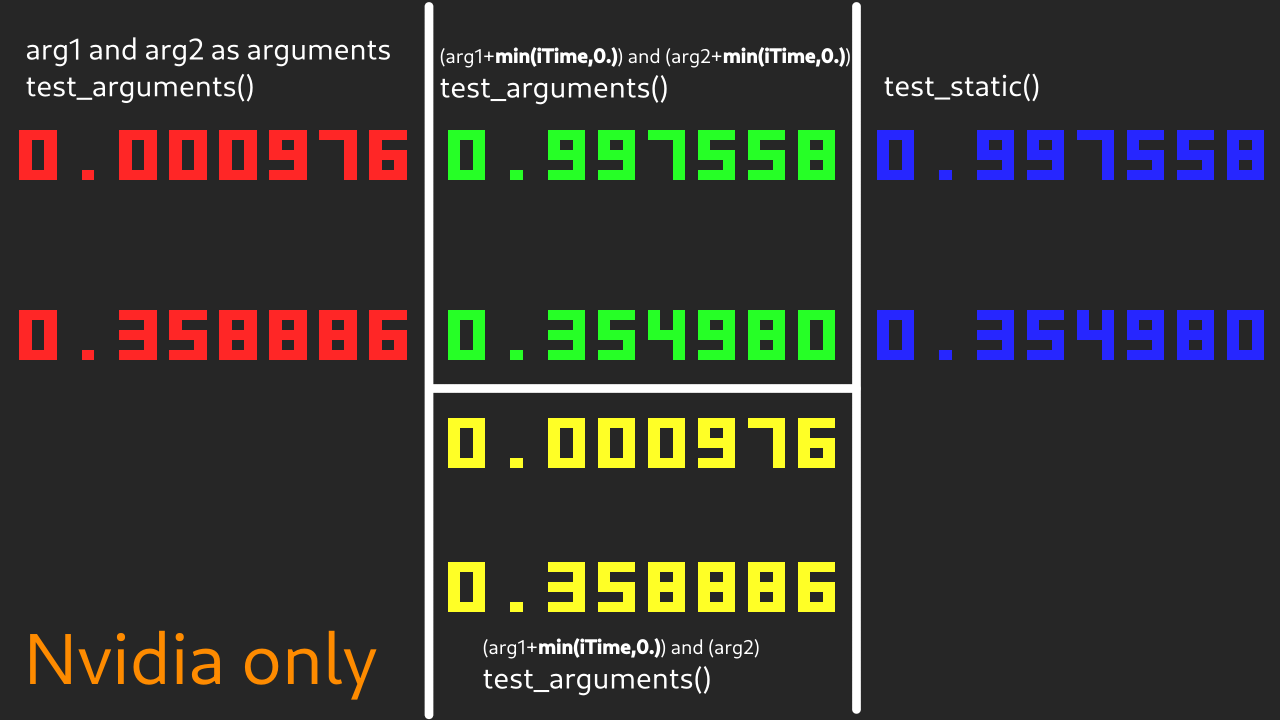 arg1 and arg2 as arguments
test_arguments()
0.000976
0.358886
Nvidia only
(arg1+min(iTime,0.)) and (arg2+min(iTime,0.))
test_arguments()
0.997558
0.354980
0.000976
0.358886
(arg1+min(iTime,0.)) and (arg2)
test_arguments()
test_static()
0.997558
0.354980